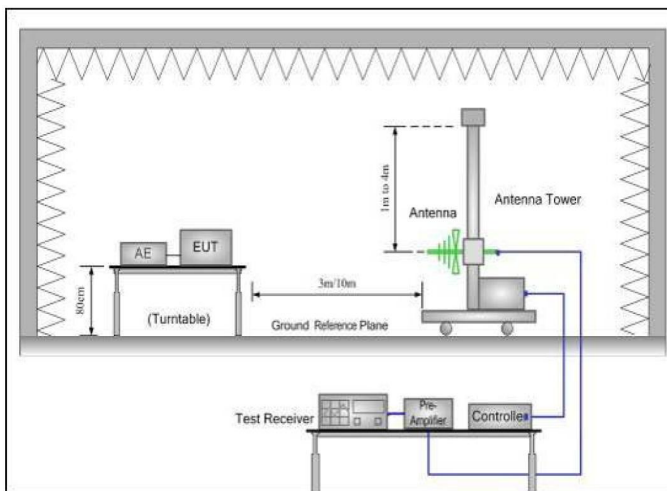 1m to 4m
Antenna
Antenna Tower
AE
EUT
80cm
3m/10m
(Turntable)
Ground Reference Plane
Test Receiver
Pre-
Amplifier
Controlle